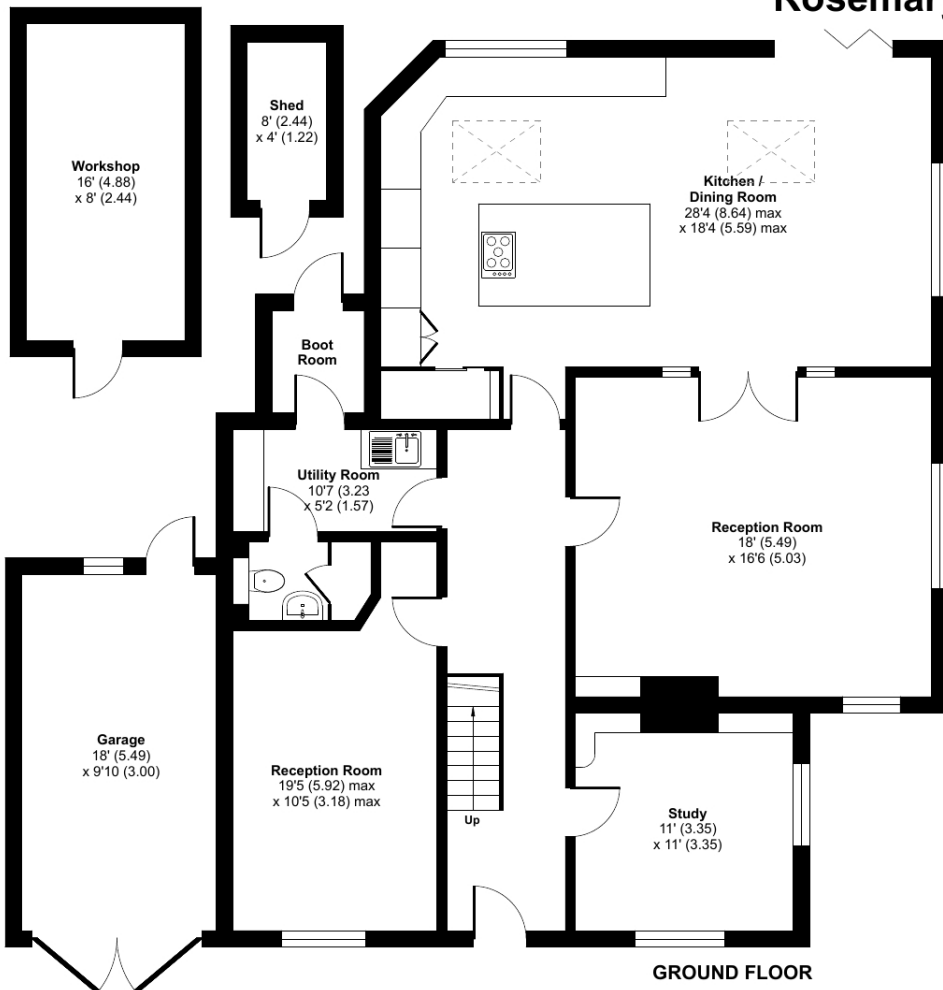 Rosemary
Workshop
16' (4.88)
x 8' (2.44)
Shed
8' (2.44)
x 4' (1.22)
Kitchen /
Dining Room
28'4 (8.64) max
x 18'4 (5.59) max
Boot
Room
Utility Room
10'7 (3.23
x 5'2 (1.57)
Reception Room
18' (5.49)
x 16'6 (5.03)
Garage
18' (5.49)
x 9'10 (3.00)
Reception Room
19'5 (5.92) max
x 10'5 (3.18) max
Up
Study
11' (3.35)
x 11' (3.35)
GROUND FLOOR